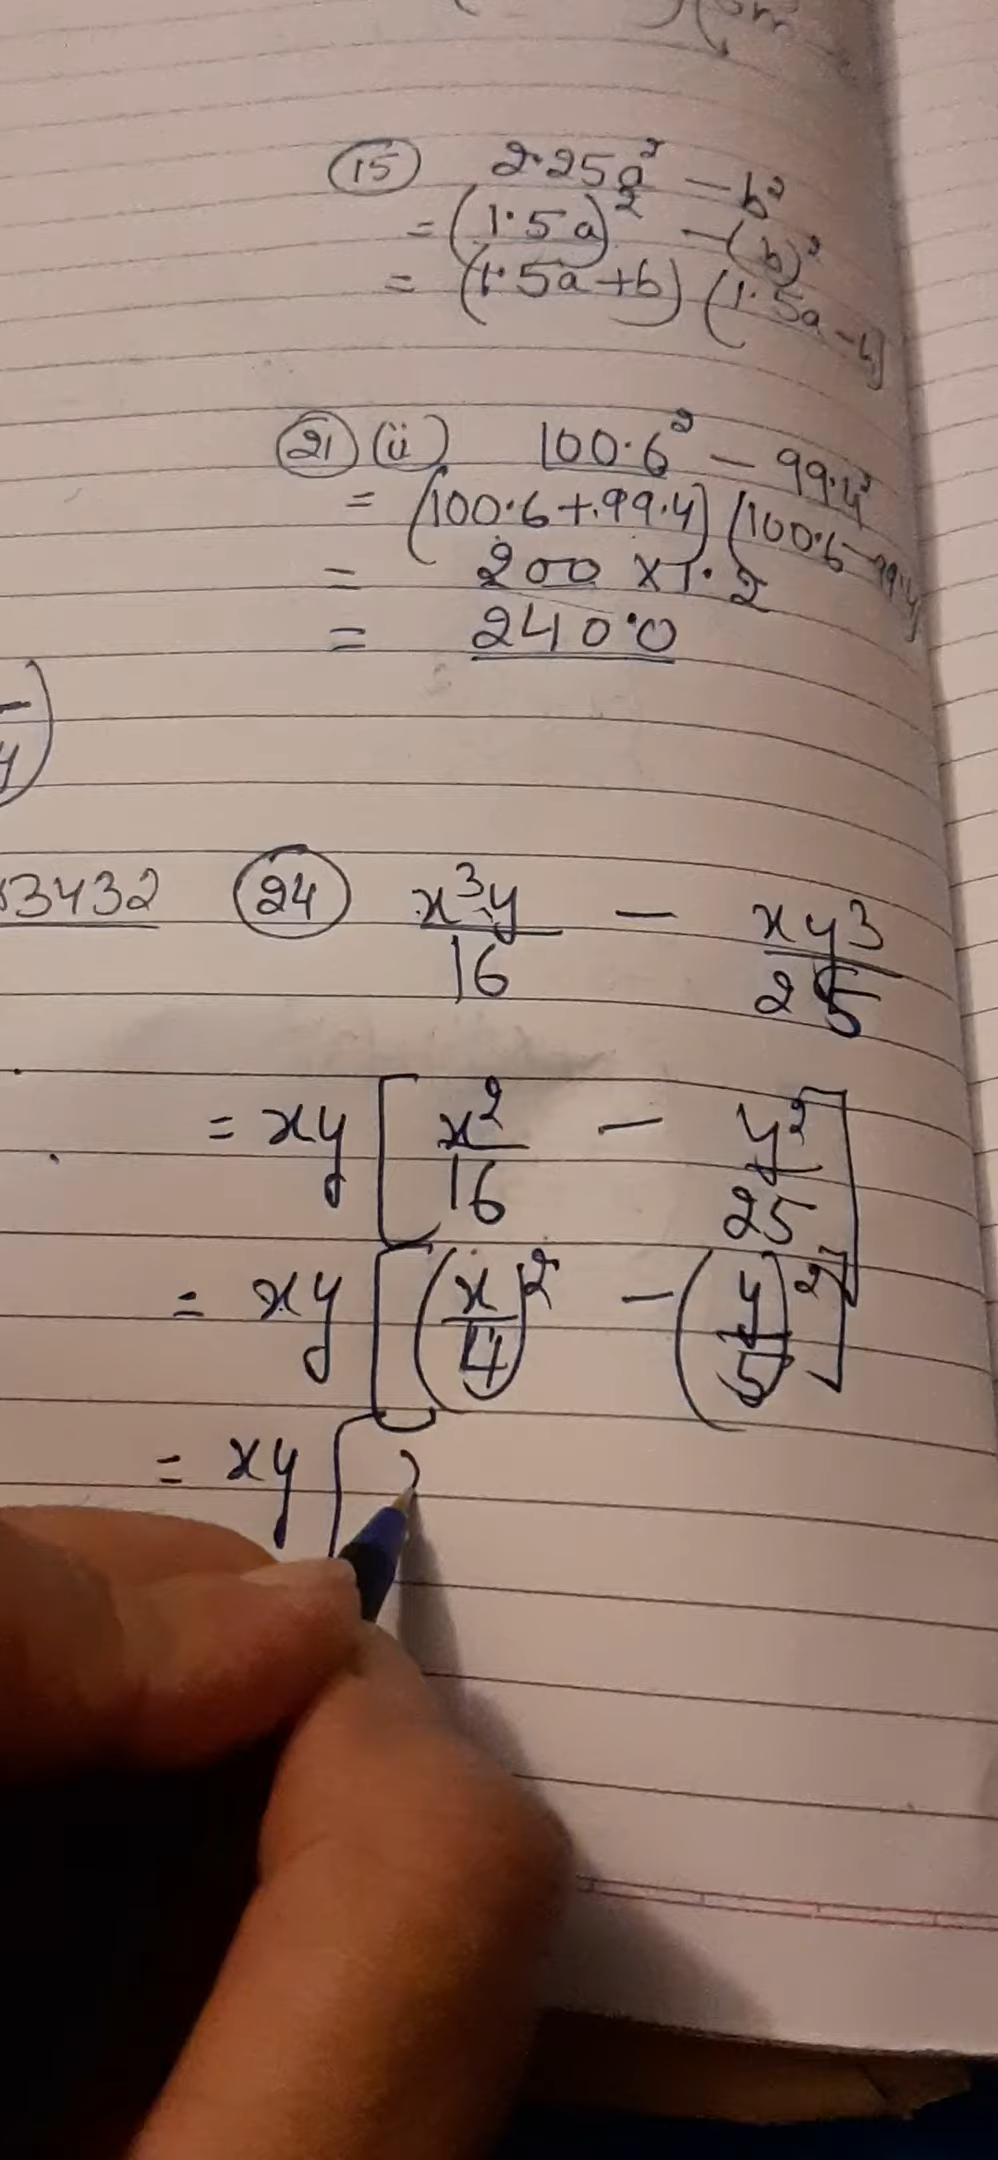 (15) 2.25a² - b²
= (1.5a)² - (b)²
= (1.5a+b) (1.5a-b)
(21) (ii) 100.6² - 99.4²
= (100.6+99.4) (100.6-99.4)
= 200 x1.2
= 240.0
3432
(24) x³y/16 - xy³/25
= xy [x²/16 - y²/25]
= xy [(x/4)² - (y/5)²]
= xy [